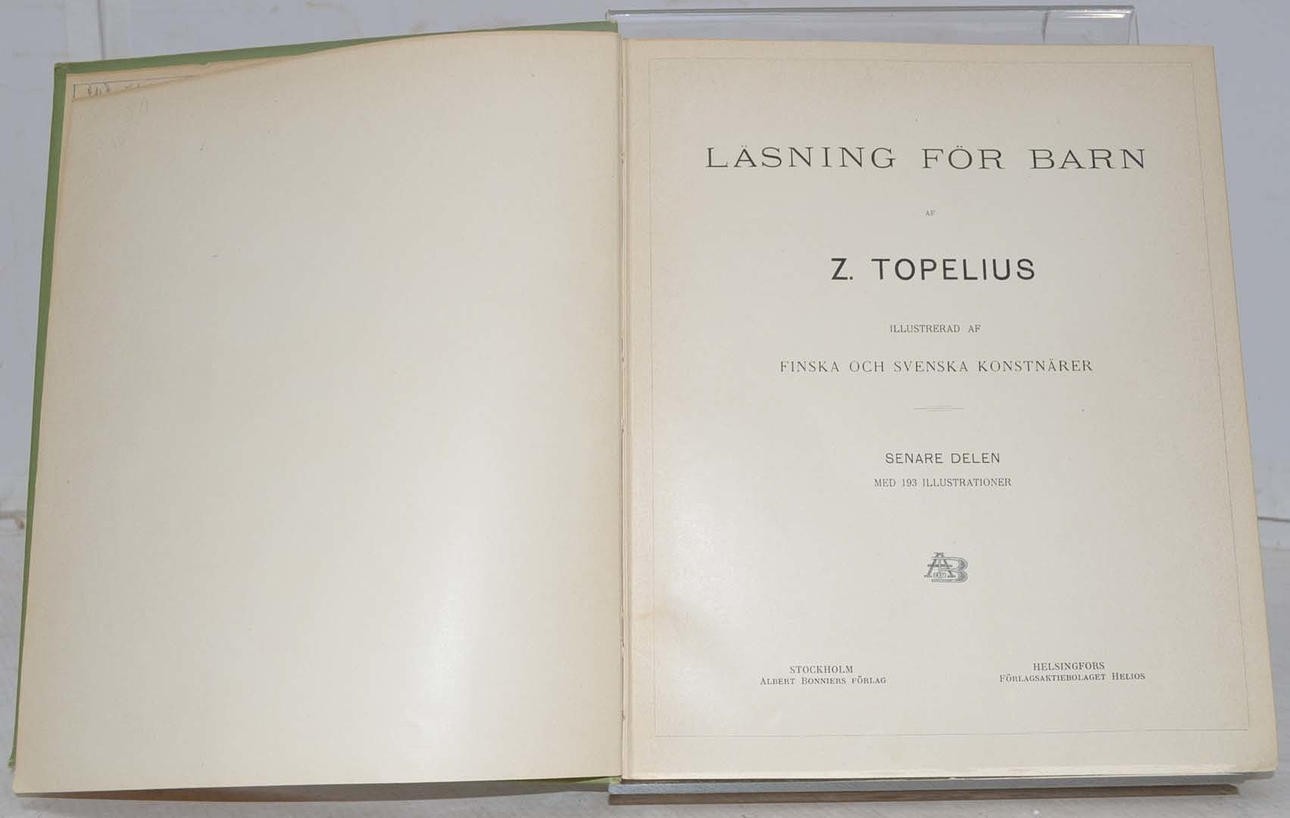 LÄSNING FÖR BARN
AF
Z. TOPELIUS
ILLUSTRERAD AF
FINSKA OCH SVENSKA KONSTNÄRER
SENARE DELEN
MED 193 ILLUSTRATIONER
STOCKHOLM
ALBERT BONNIERS FÖRLAG
HELSINGFORS
FÖRLAGSAKTIEBOLAGET HELIOS